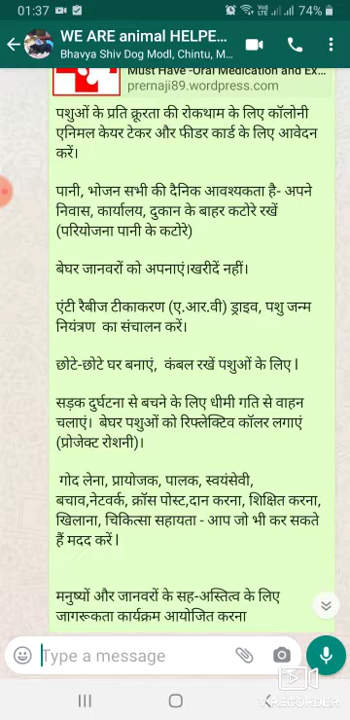 01:37
74%
WE ARE animal HELPE...
Bhavya Shiv Dog Modl, Chintu, M...
Must Have -Oral Medication and Ex...
prernaji89.wordpress.com
पशुओं के प्रति क्रूरता की रोकथाम के लिए कॉलोनी
एनिमल केयर टेकर और फीडर कार्ड के लिए आवेदन
करें।
पानी, भोजन सभी की दैनिक आवश्यकता है- अपने
निवास, कार्यालय, दुकान के बाहर कटोरे रखें
(परियोजना पानी के कटोरे)
बेघर जानवरों को अपनाएं।खरीदें नहीं।
एंटी रैबीज टीकाकरण (ए.आर.वी) ड्राइव, पशु जन्म
नियंत्रण का संचालन करें।
छोटे-छोटे घर बनाएं, कंबल रखें पशुओं के लिए l
सड़क दुर्घटना से बचने के लिए धीमी गति से वाहन
चलाएं। बेघर पशुओं को रिफ्लेक्टिव कॉलर लगाएं
(प्रोजेक्ट रोशनी)।
गोद लेना, प्रायोजक, पालक, स्वयंसेवी,
बचाव,नेटवर्क, क्रॉस पोस्ट,दान करना, शिक्षित करना,
खिलाना, चिकित्सा सहायता - आप जो भी कर सकते
हैं मदद करें l
मनुष्यों और जानवरों के सह-अस्तित्व के लिए
जागरूकता कार्यक्रम आयोजित करना
Type a message
VIRECORDER